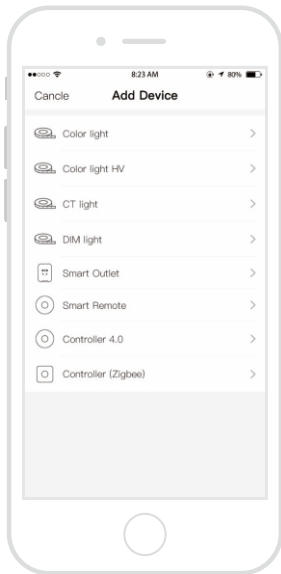 8:23 AM 80%
Cancle Add Device
Color light
Color light HV
CT light
DIM light
Smart Outlet
Smart Remote
Controller 4.0
Controller (Zigbee)